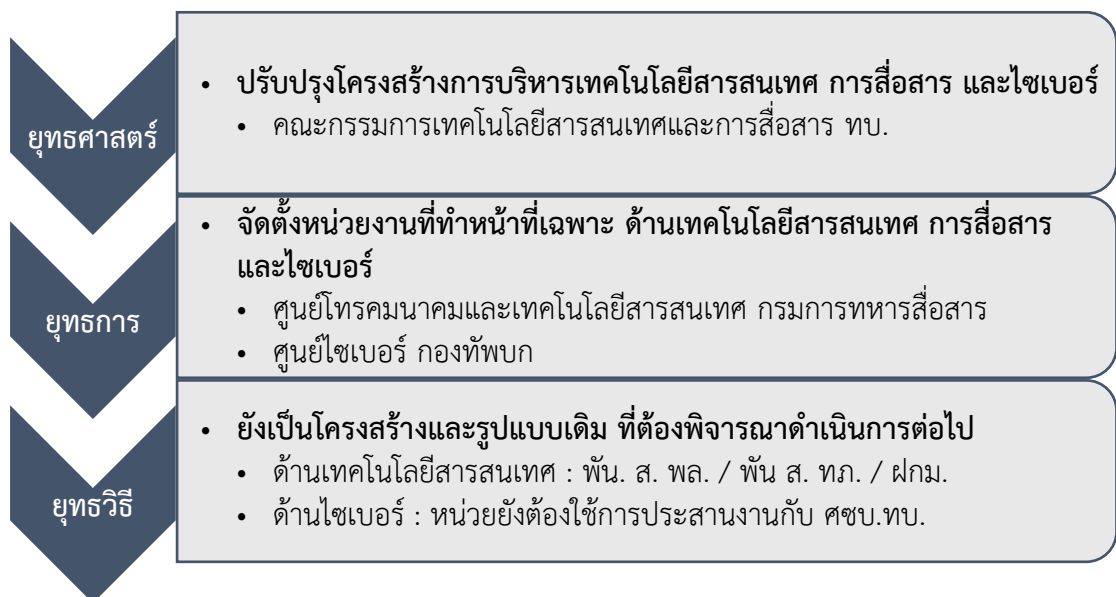 ยุทธศาสตร์
• ปรับปรุงโครงสร้างการบริหารเทคโนโลยีสารสนเทศ การสื่อสาร และไซเบอร์
• คณะกรรมการเทคโนโลยีสารสนเทศและการสื่อสาร ทบ.
ยุทธการ
• จัดตั้งหน่วยงานที่ทำหน้าที่เฉพาะ ด้านเทคโนโลยีสารสนเทศ การสื่อสาร
และไซเบอร์
• ศูนย์โทรคมนาคมและเทคโนโลยีสารสนเทศ กรมการทหารสื่อสาร
• ศูนย์ไซเบอร์ กองทัพบก
ยุทธวิธี
• ยังเป็นโครงสร้างและรูปแบบเดิม ที่ต้องพิจารณาดำเนินการต่อไป
• ด้านเทคโนโลยีสารสนเทศ : พัน. ส. พล. / พัน ส. ทภ. / ฝกม.
• ด้านไซเบอร์ : หน่วยยังต้องใช้การประสานงานกับ ศซบ.ทบ.